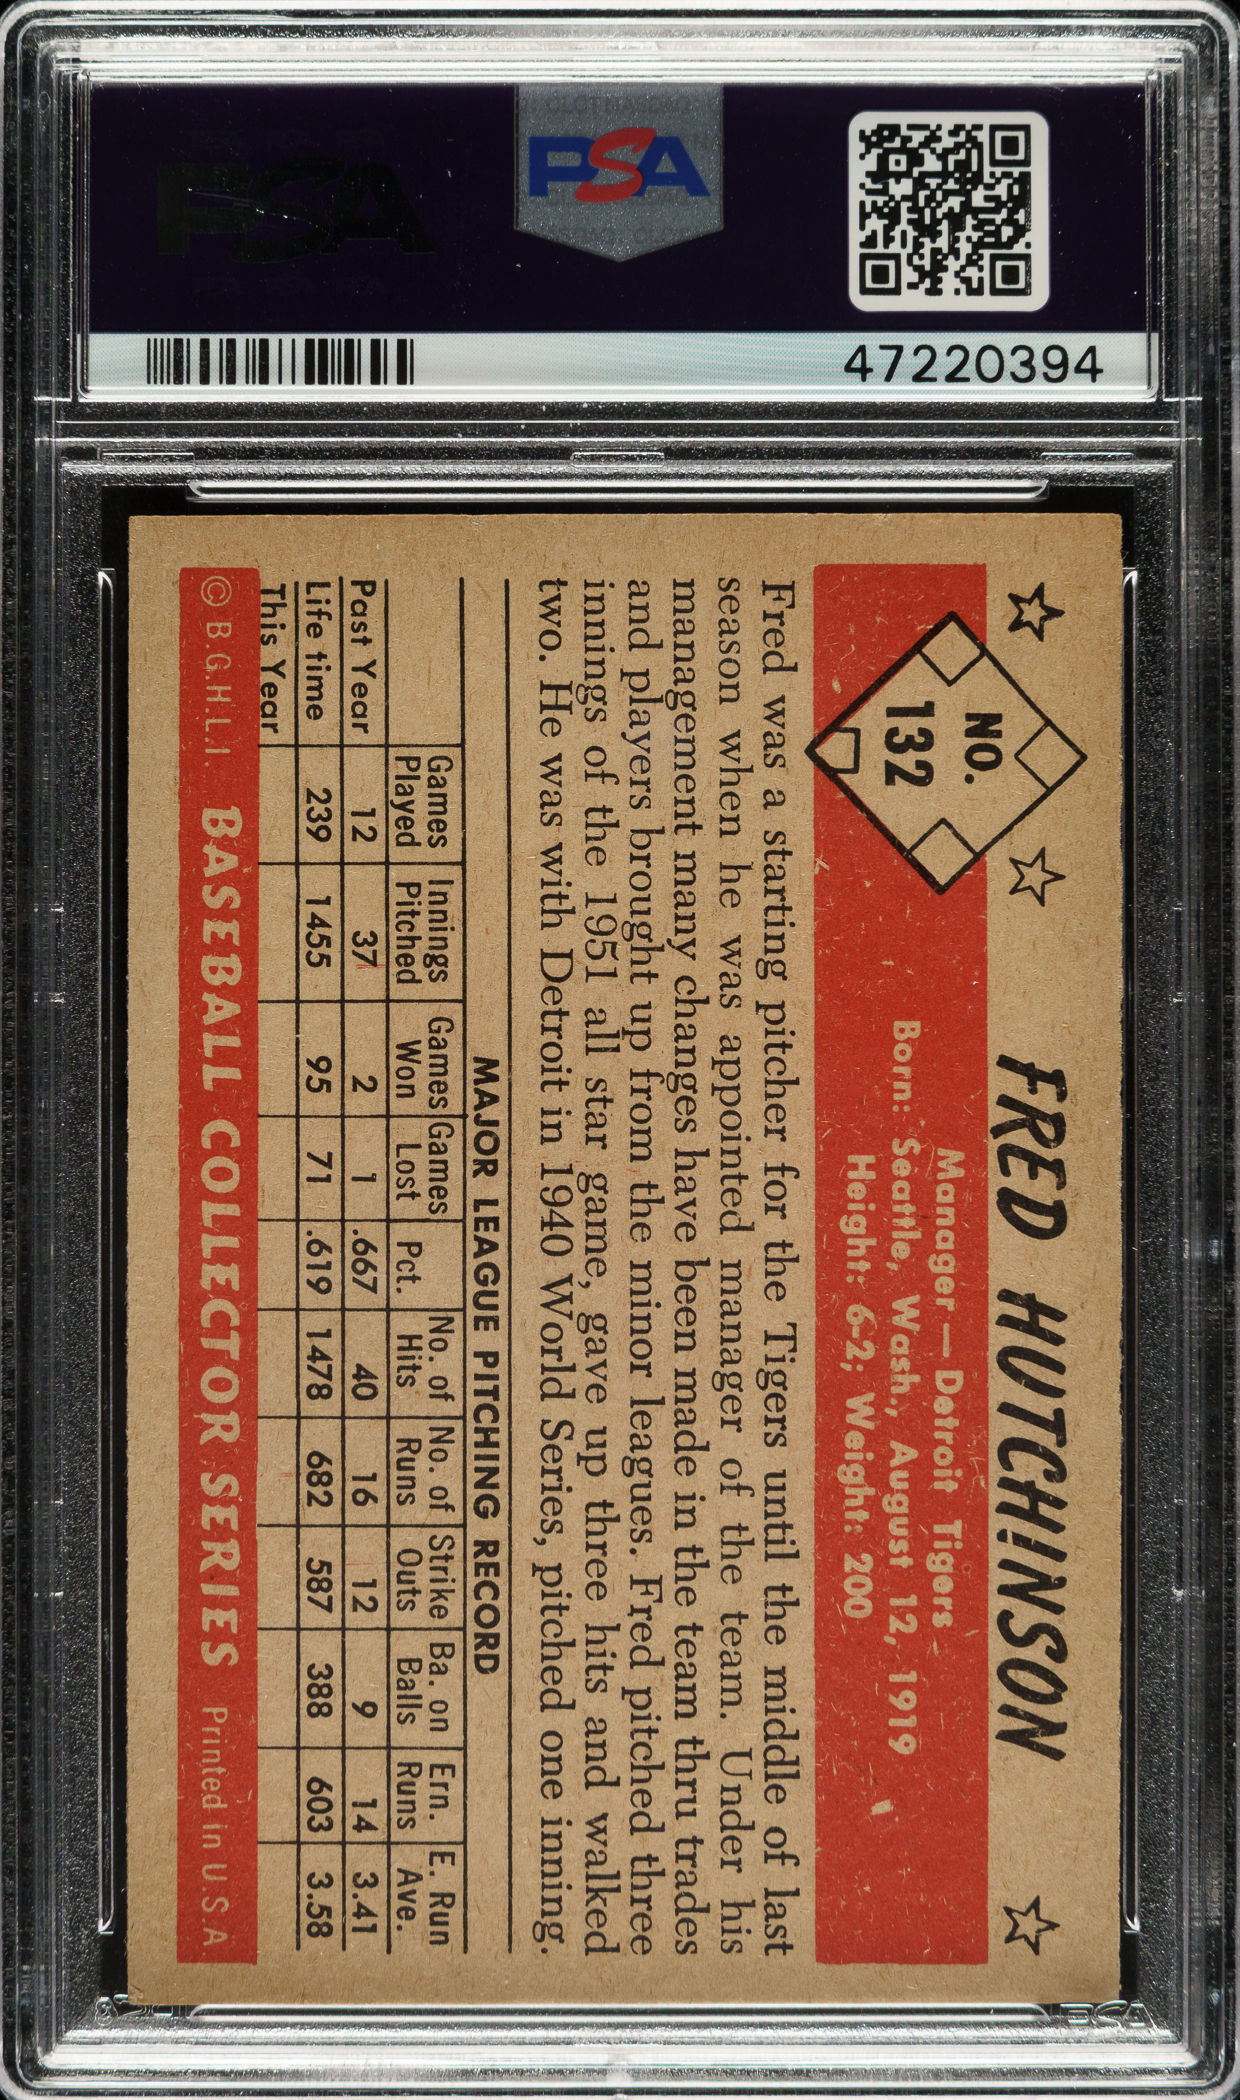 PSA
PSA
47220394
NO.
132
FRED HUTCHINSON
Manager — Detroit Tigers
Born: Seattle, Wash., August 12, 1919
Height: 6-2; Weight: 200
Fred was a starting pitcher for the Tigers until the middle of last
season when he was appointed manager of the team. Under his
management many changes have been made in the team thru trades
and players brought up from the minor leagues. Fred pitched three
innings of the 1951 all star game, gave up three hits and walked
two. He was with Detroit in 1940 World Series, pitched one inning.
MAJOR LEAGUE PITCHING RECORD
Games Played Innings Pitched Games Won Games Lost Pct. No. of Hits No. of Runs Strike Outs Ba. on Balls Ern. Runs E. Run Ave.
Past Year 12 37 2 1 .667 40 16 12 9 14 3.41
Life time 239 1455 95 71 .619 1478 682 587 388 603 3.58
This Year
© B.G.H.L.I. BASEBALL COLLECTOR SERIES Printed in U.S.A.
PSA